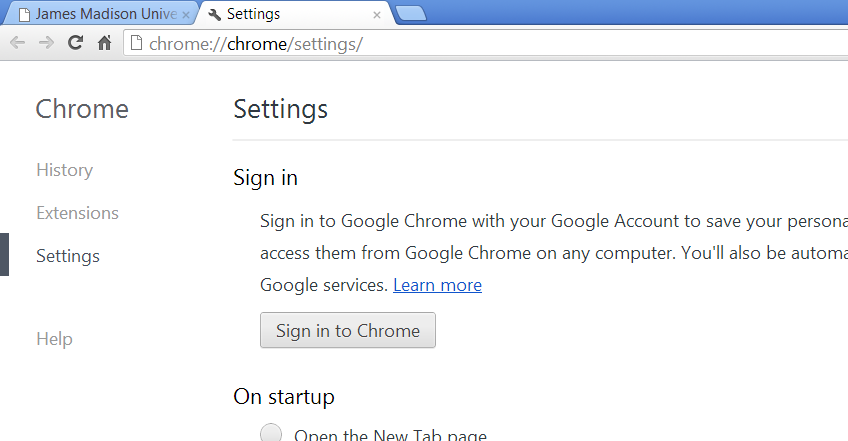 James Madison Unive
Settings
chrome://chrome/settings/
Chrome
History
Extensions
Settings
Help
Settings
Sign in
Sign in to Google Chrome with your Google Account to save your persona
access them from Google Chrome on any computer. You'll also be automa
Google services. Learn more
Sign in to Chrome
On startup
Open the New Tab page